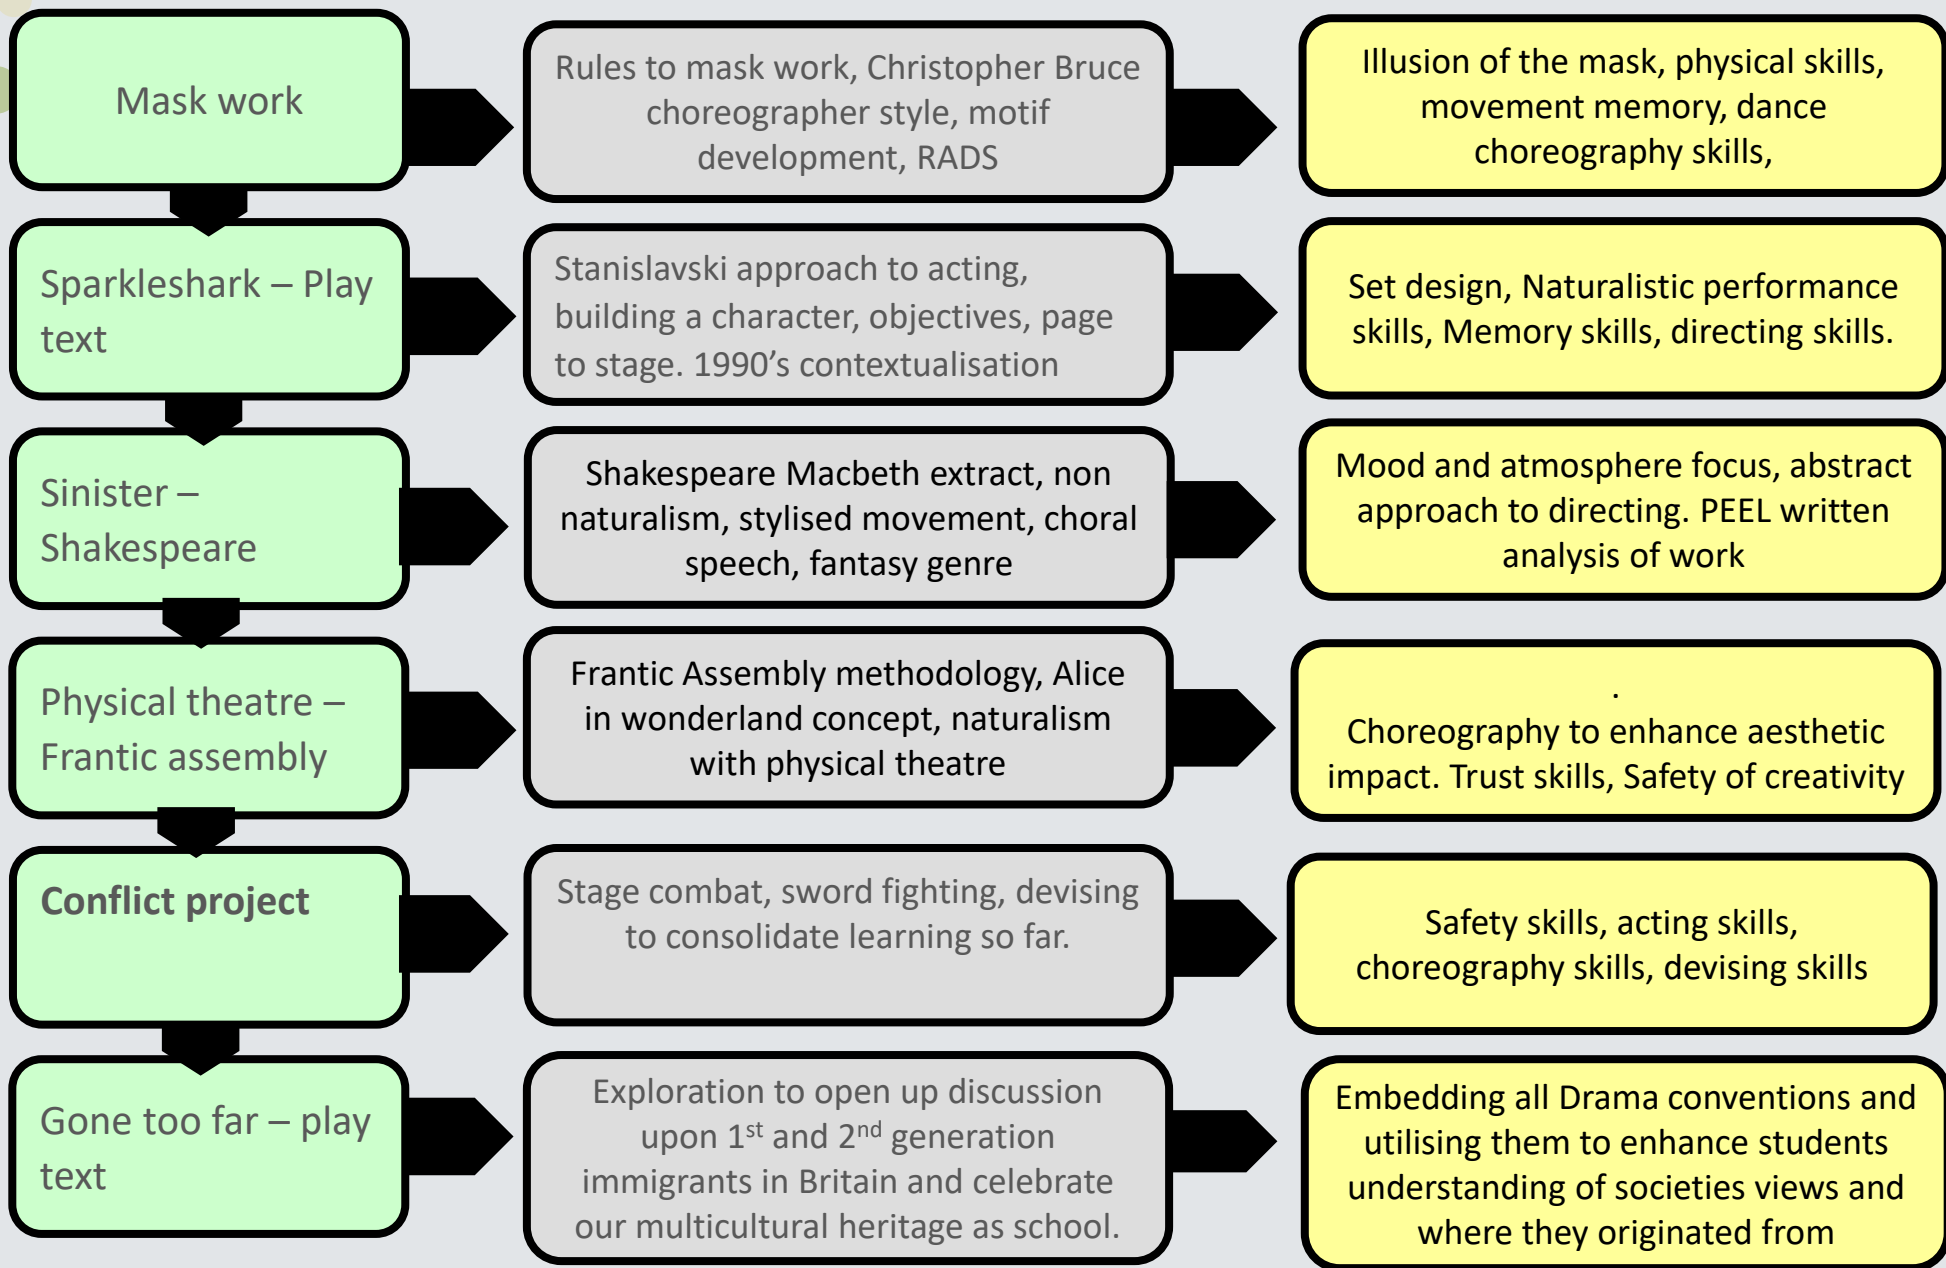 Mask work
Rules to mask work, Christopher Bruce
choreographer style, motif
development, RADS
Illusion of the mask, physical skills,
movement memory, dance
choreography skills,
Sparkleshark – Play
text
Stanislavski approach to acting,
building a character, objectives, page
to stage. 1990’s contextualisation
Set design, Naturalistic performance
skills, Memory skills, directing skills.
Sinister –
Shakespeare
Shakespeare Macbeth extract, non
naturalism, stylised movement, choral
speech, fantasy genre
Mood and atmosphere focus, abstract
approach to directing. PEEL written
analysis of work
Physical theatre –
Frantic assembly
Frantic Assembly methodology, Alice
in wonderland concept, naturalism
with physical theatre
.
Choreography to enhance aesthetic
impact. Trust skills, Safety of creativity
Conflict project
Stage combat, sword fighting, devising
to consolidate learning so far.
Safety skills, acting skills,
choreography skills, devising skills
Gone too far – play
text
Exploration to open up discussion
upon 1st and 2nd generation
immigrants in Britain and celebrate
our multicultural heritage as school.
Embedding all Drama conventions and
utilising them to enhance students
understanding of societies views and
where they originated from